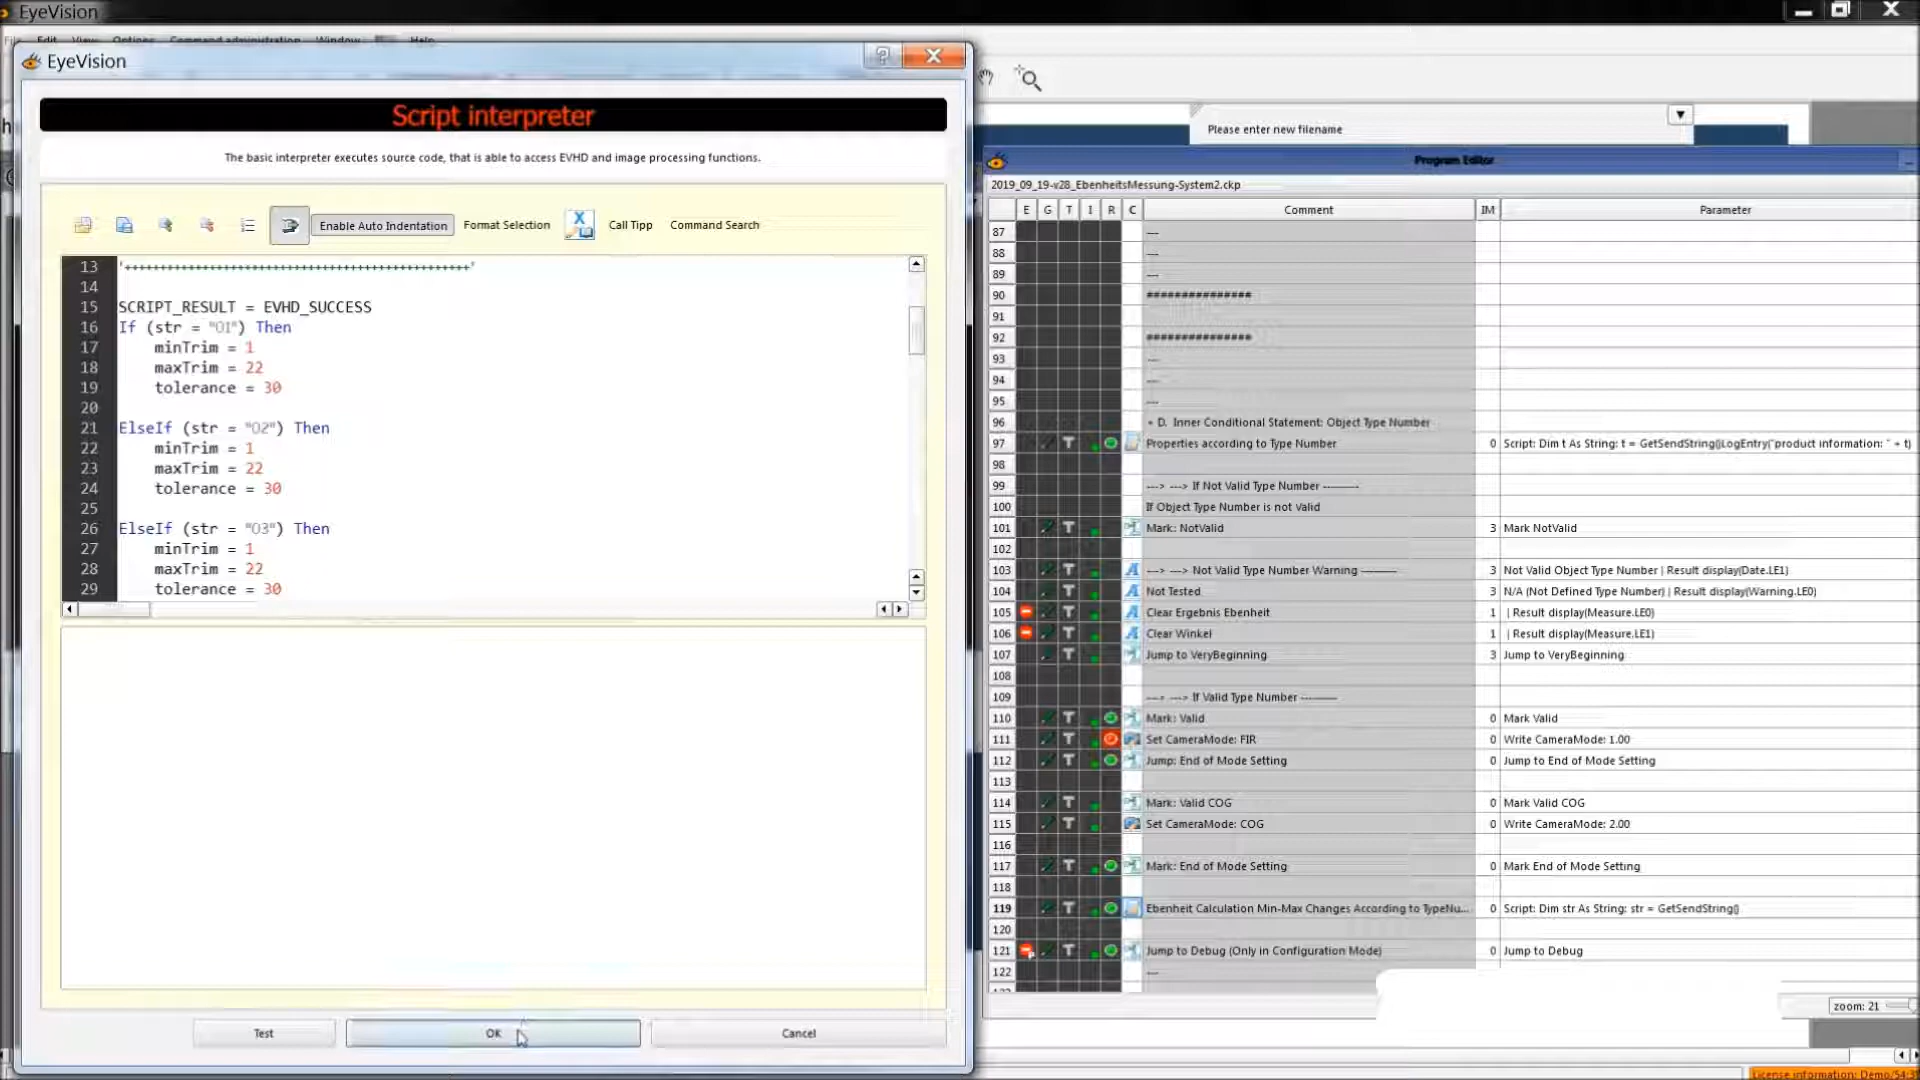 EyeVision
Edit View Options Command administration Window Help
EyeVision
Script interpreter
The basic interpreter executes source code, that is able to access EVHD and image processing functions.
Enable Auto Indentation Format Selection Call Tipp Command Search
13 '+++++++++++++++++++++++++++++++++++++++++++++++++'
14
15 SCRIPT_RESULT = EVHD_SUCCESS
16 If (str = "01") Then
17 minTrim = 1
18 maxTrim = 22
19 tolerance = 30
20
21 ElseIf (str = "02") Then
22 minTrim = 1
23 maxTrim = 22
24 tolerance = 30
25
26 ElseIf (str = "03") Then
27 minTrim = 1
28 maxTrim = 22
29 tolerance = 30
Test OK Cancel
Please enter new filename
Program Editor
2019_09_19-v28_EbenheitsMessung-System2.ckp
E G T I R C Comment IM Parameter
87 ---
88 ---
89 ---
90 ###############
91
92 ###############
93 ---
94 ---
95 ---
96 + D. Inner Conditional Statement: Object Type Number
97 T Properties according to Type Number 0 Script: Dim t As String: t = GetSendString()LogEntry("product information: " + t)
98
99 ---> ---> If Not Valid Type Number ----------
100 If Object Type Number is not Valid
101 T Mark: NotValid 3 Mark NotValid
102
103 T A ---> ---> Not Valid Type Number Warning ---------- 3 Not Valid Object Type Number | Result display(Date.LE1)
104 T A Not Tested 3 N/A (Not Defined Type Number) | Result display(Warning.LE0)
105 T A Clear Ergebnis Ebenheit 1 | Result display(Measure.LE0)
106 T A Clear Winkel 1 | Result display(Measure.LE1)
107 T Jump to VeryBeginning 3 Jump to VeryBeginning
108
109 ---> ---> If Valid Type Number ----------
110 T Mark: Valid 0 Mark Valid
111 T Set CameraMode: FIR 0 Write CameraMode: 1.00
112 T Jump: End of Mode Setting 0 Jump to End of Mode Setting
113
114 T Mark: Valid COG 0 Mark Valid COG
115 T Set CameraMode: COG 0 Write CameraMode: 2.00
116
117 T Mark: End of Mode Setting 0 Mark End of Mode Setting
118
119 T Ebenheit Calculation Min-Max Changes According to TypeNu... 0 Script: Dim str As String: str = GetSendString()
120
121 T Jump to Debug (Only in Configuration Mode) 0 Jump to Debug
122 ---
zoom: 21
License information: Demo/54:3